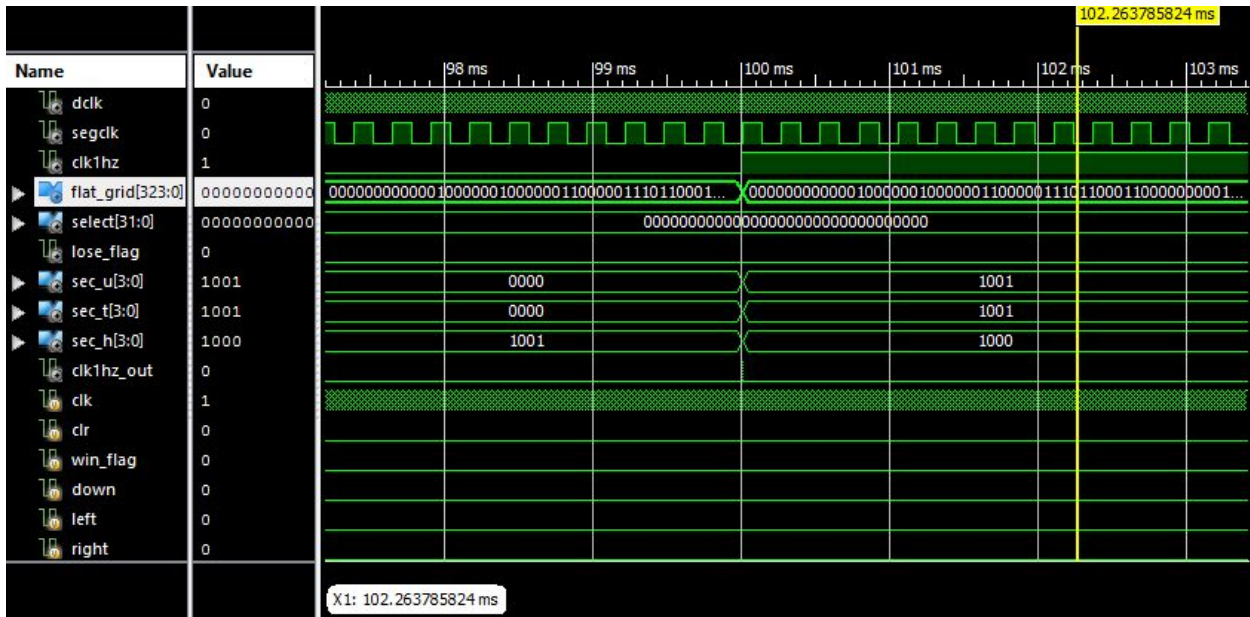 102.263785824 ms
Name Value
98 ms 99 ms 100 ms 101 ms 102 ms 103 ms
dclk 0
segclk 0
clk1hz 1
flat_grid[323:0] 000000000000 0000000000001000000100000011000001110110001... 000000000000100000010000001100000111011000110000000001...
select[31:0] 000000000000 00000000000000000000000000000000
lose_flag 0
sec_u[3:0] 1001 0000 1001
sec_t[3:0] 1001 0000 1001
sec_h[3:0] 1000 1001 1000
clk1hz_out 0
clk 1
clr 0
win_flag 0
down 0
left 0
right 0
X1: 102.263785824 ms